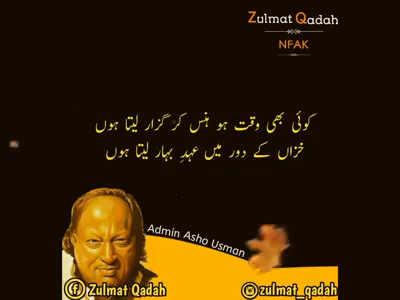 Zulmat Qadah
NFAK
کوئی بھی وقت ہو ہنس کر گزار لیتا ہوں
خزاں کے دور میں عہدِ بہار لیتا ہوں
Admin Asho Usman
Zulmat Qadah
zulmat_qadah